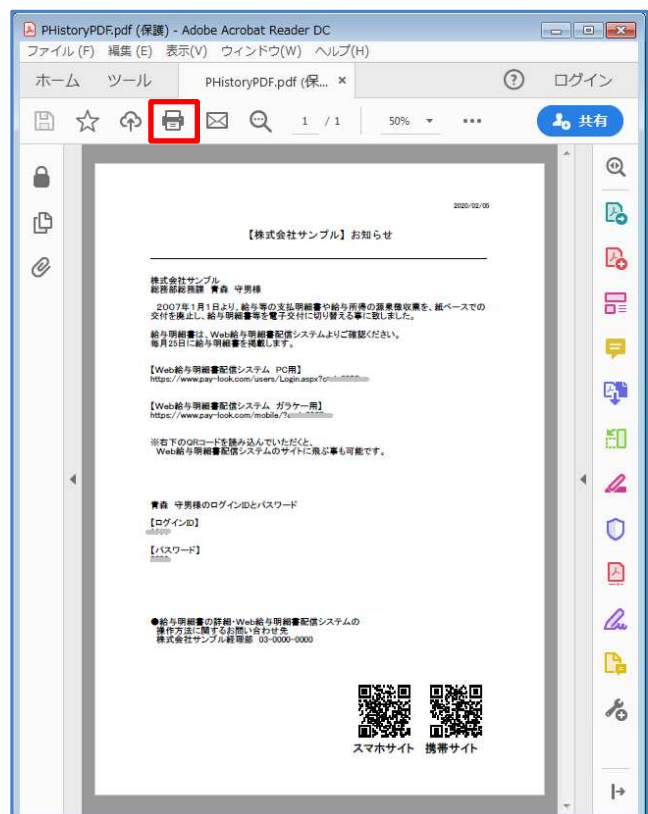 PHistoryPDF.pdf (保護) - Adobe Acrobat Reader DC
ファイル(F) 編集(E) 表示(V) ウィンドウ(W) ヘルプ(H)
ホーム ツール PHistoryPDF.pdf (保... × ? ログイン
1 / 1 50% 共有
2020/02/05
【株式会社サンプル】お知らせ
株式会社サンプル
総務部総務課 青森 守男様
2007年1月1日より、給与等の支払明細書や給与所得の源泉徴収票を、紙ベースでの
交付を廃止し、給与明細書等を電子交付に切り替える事に致しました。
給与明細書は、Web給与明細書配信システムよりご確認ください。
毎月25日に給与明細書を掲載します。
【Web給与明細書配信システム PC用】
https://www.pay-look.com/users/Login.aspx?
【Web給与明細書配信システム ガラケー用】
https://www.pay-look.com/mobile/?
※右下のQRコードを読み込んでいただくと、
Web給与明細書配信システムのサイトに飛ぶ事も可能です。
青森 守男様のログインIDとパスワード
【ログインID】
【パスワード】
●給与明細書の詳細・Web給与明細書配信システムの
操作方法に関するお問い合わせ先
株式会社サンプル経理部 03-0000-0000
スマホサイト 携帯サイト